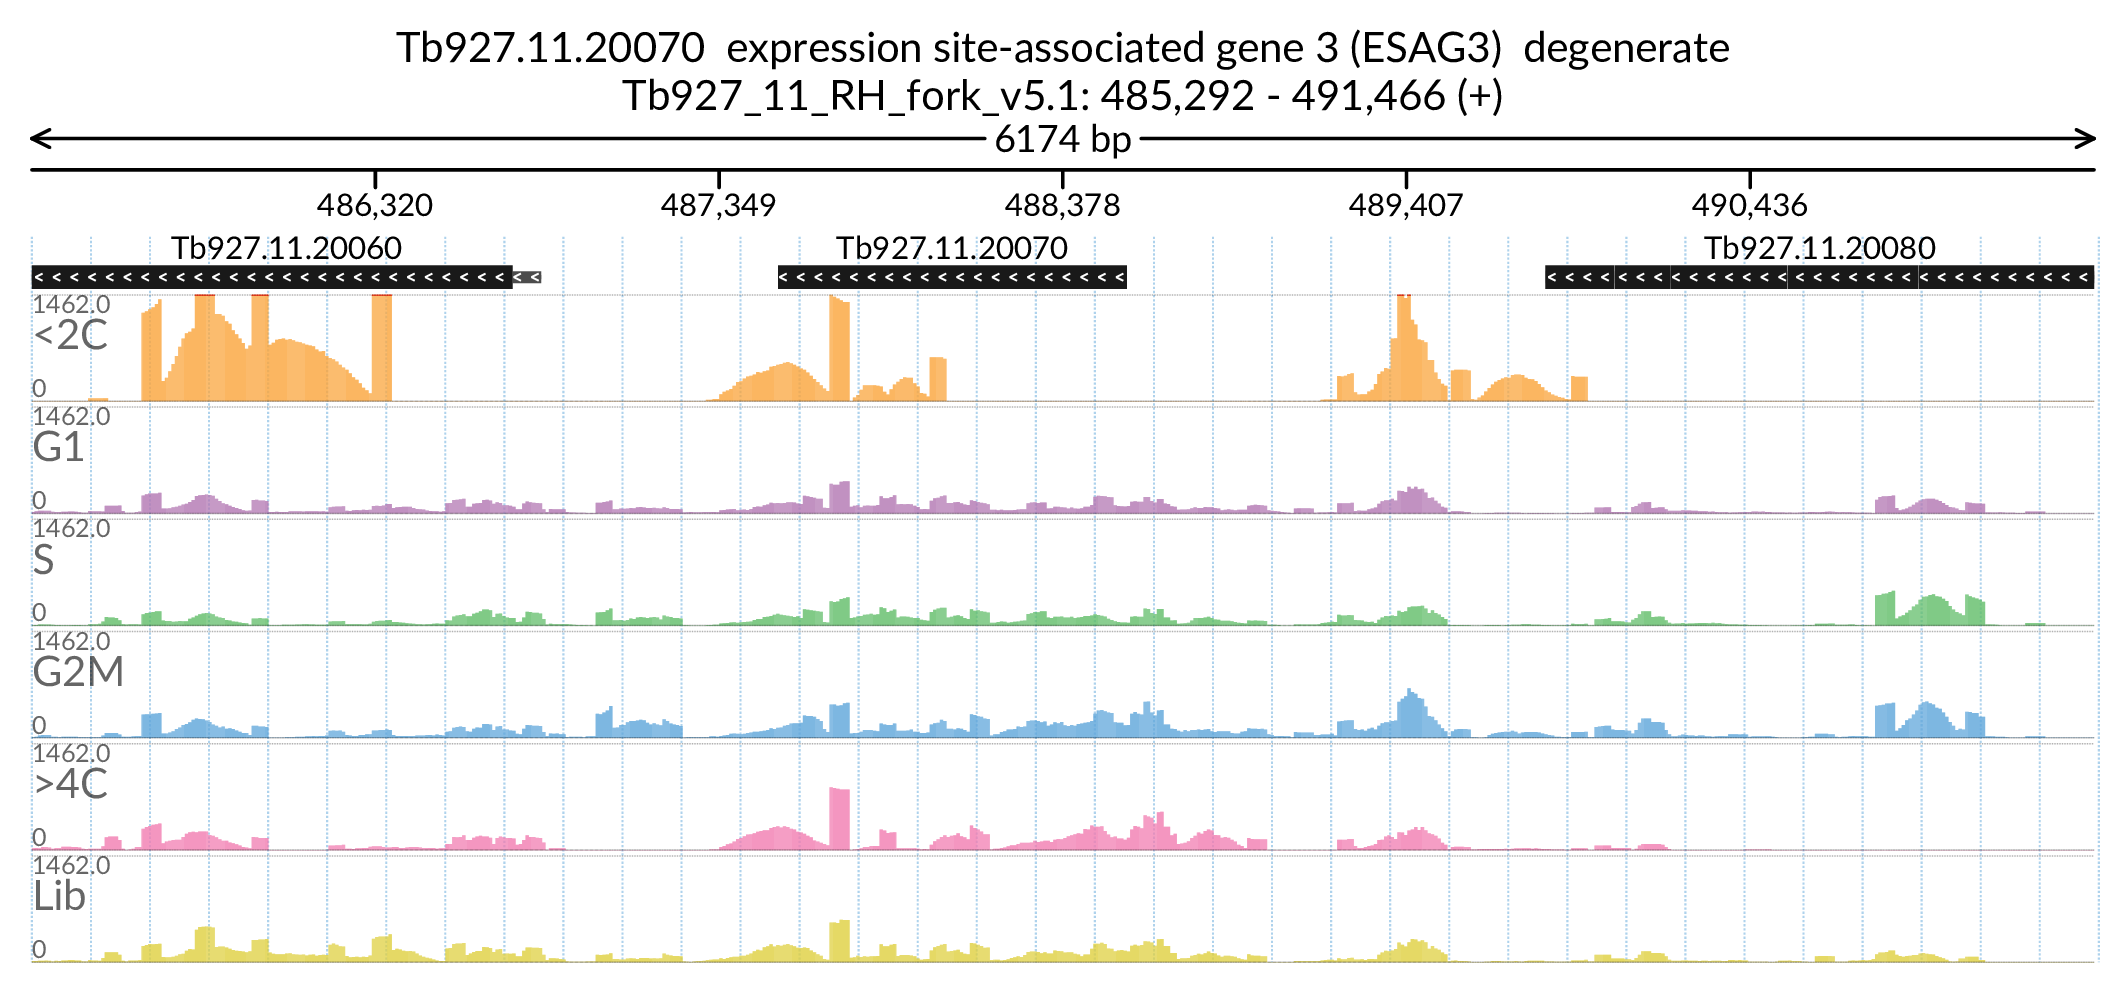 Tb927.11.20070  expression site-associated gene 3 (ESAG3)  degenerate
Tb927_11_RH_fork_v5.1: 485,292 - 491,466 (+)
6174 bp
486,320 487,349 488,378 489,407 490,436
Tb927.11.20060 Tb927.11.20070 Tb927.11.20080
1462.0
<2C
0
1462.0
G1
0
1462.0
S
0
1462.0
G2M
0
1462.0
>4C
0
1462.0
Lib
0